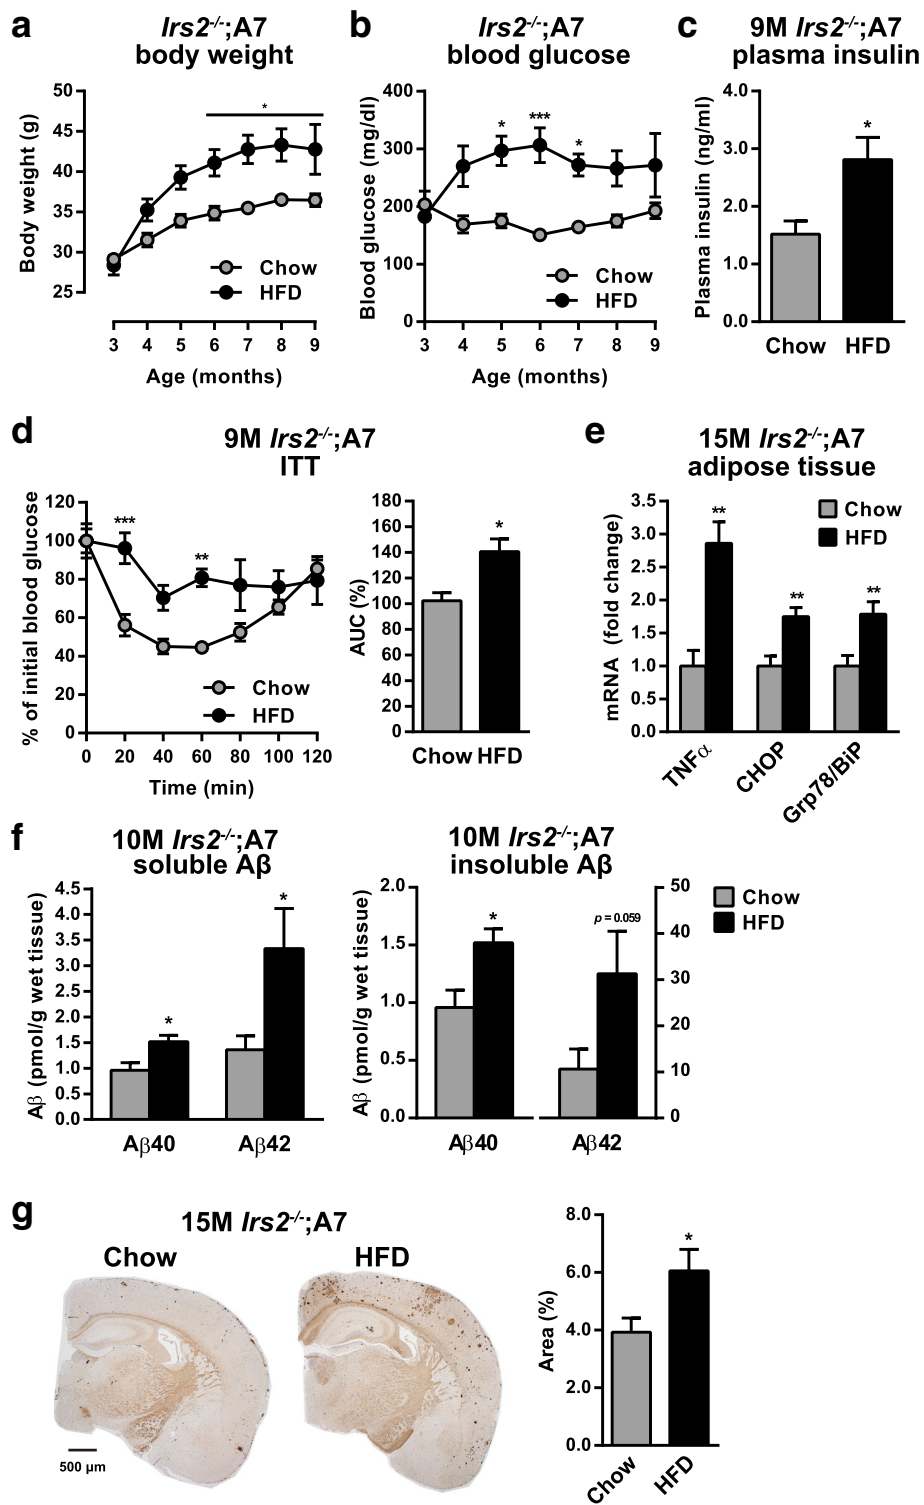 a
Irs2-/-;A7
body weight
50
45
40
35
30
25
Body weight (g)
*
Chow
HFD
3 4 5 6 7 8 9
Age (months)
b
Irs2-/-;A7
blood glucose
400
300
200
100
0
Blood glucose (mg/dl)
* *** *
Chow
HFD
3 4 5 6 7 8 9
Age (months)
c
9M Irs2-/-;A7
plasma insulin
4.0
3.0
2.0
1.0
0.0
Plasma insulin (ng/ml)
*
Chow HFD
d
9M Irs2-/-;A7
ITT
120
100
80
60
40
20
0
% of initial blood glucose
*** **
Chow
HFD
0 20 40 60 80 100 120
Time (min)
180
160
140
120
100
80
60
40
20
0
AUC (%)
*
Chow HFD
e
15M Irs2-/-;A7
adipose tissue
3.5
3.0
2.5
2.0
1.5
1.0
0.5
0.0
mRNA (fold change)
** ** **
Chow
HFD
TNFα
CHOP
Grp78/BiP
f
10M Irs2-/-;A7
soluble Aβ
4.5
4.0
3.5
3.0
2.5
2.0
1.5
1.0
0.5
0.0
Aβ (pmol/g wet tissue)
* *
Aβ40 Aβ42
10M Irs2-/-;A7
insoluble Aβ
2.0
1.5
1.0
0.5
0.0
Aβ (pmol/g wet tissue)
*
p = 0.059
50
40
30
20
10
0
Aβ40 Aβ42
Chow
HFD
g
15M Irs2-/-;A7
Chow HFD
500 µm
8.0
6.0
4.0
2.0
0.0
Area (%)
*
Chow
HFD